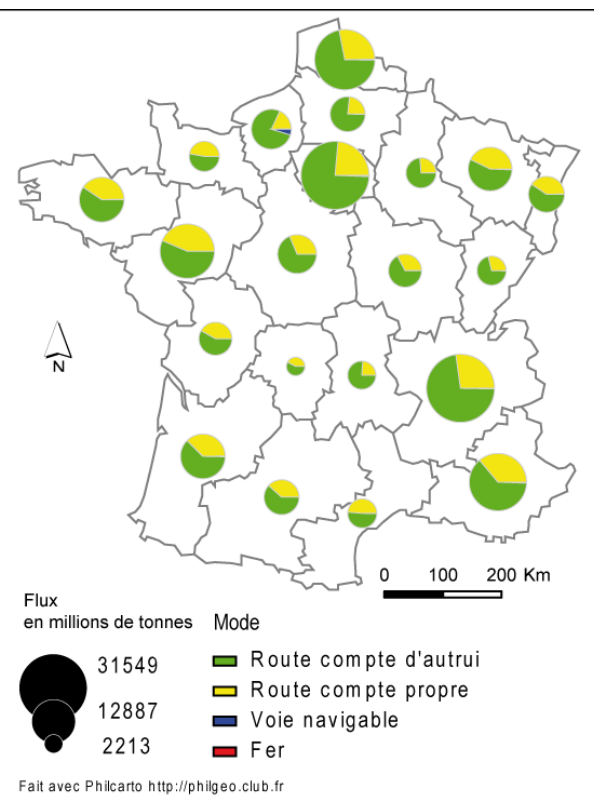 N
0 100 200 Km
Flux
en millions de tonnes
31549
12887
2213
Mode
Route compte d'autrui
Route compte propre
Voie navigable
Fer
Fait avec Philcarto http://philgeo.club.fr